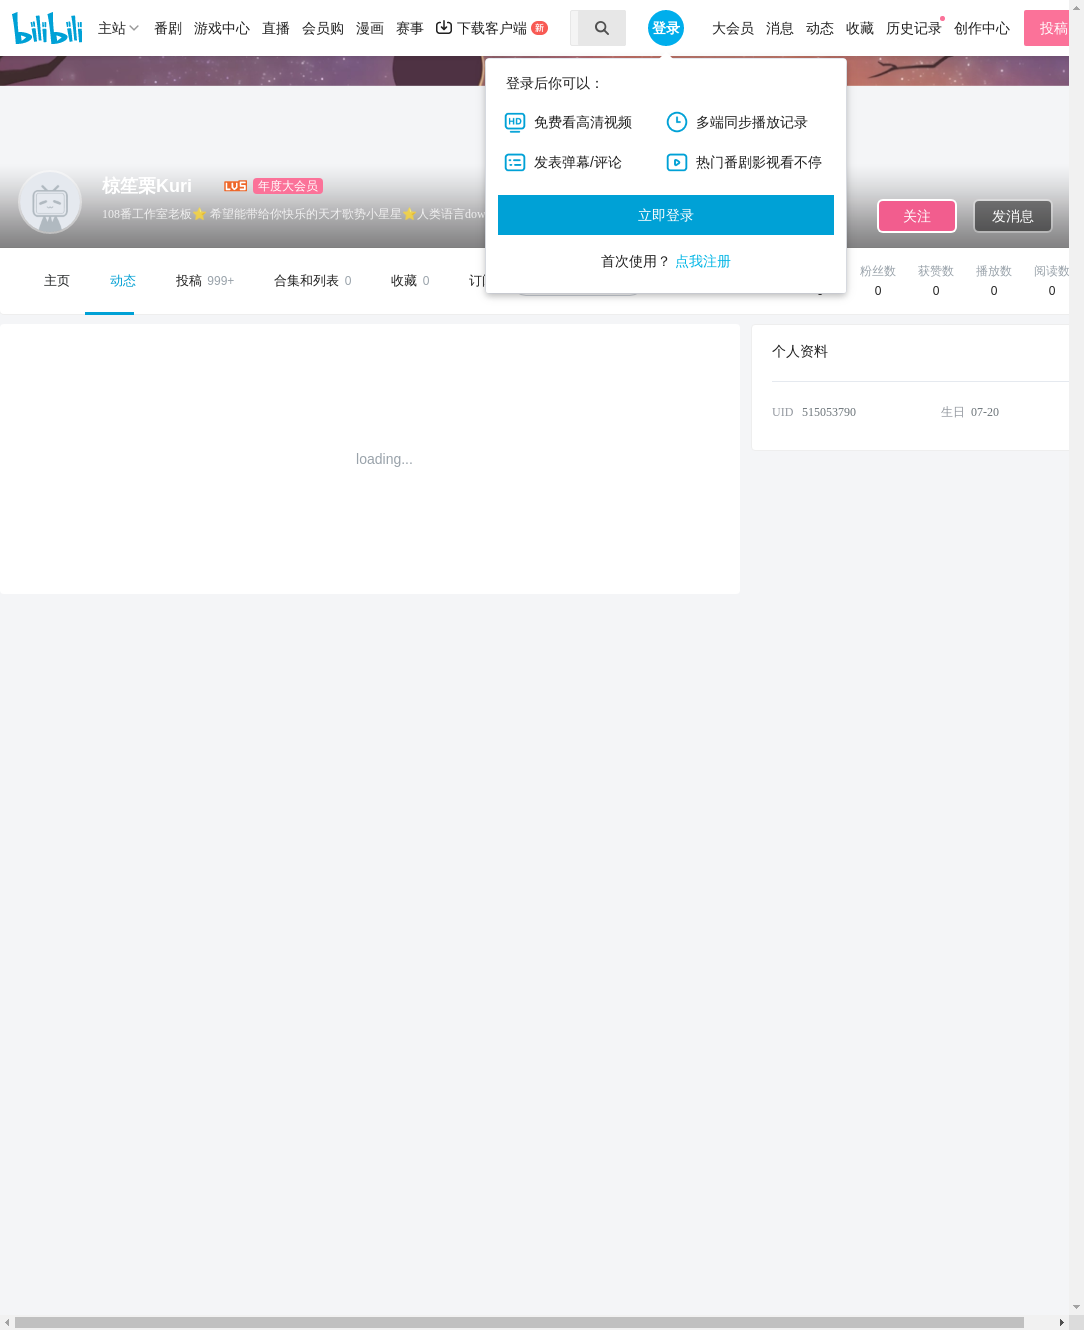 bilibili 主站 番剧 游戏中心 直播 会员购 漫画 赛事 下载客户端 新 登录 大会员 消息 动态 收藏 历史记录 创作中心 投稿
登录后你可以：
免费看高清视频 多端同步播放记录
发表弹幕/评论 热门番剧影视看不停
立即登录
首次使用？ 点我注册
椋笙栗Kuri LV5 年度大会员
108番工作室老板🌟 希望能带给你快乐的天才歌势小星星🌟人类语言dow
关注 发消息
主页 动态 投稿 999+ 合集和列表 0 收藏 0
粉丝数 获赞数 播放数 阅读数
0 0 0 0
loading...
个人资料
UID 515053790 生日 07-20